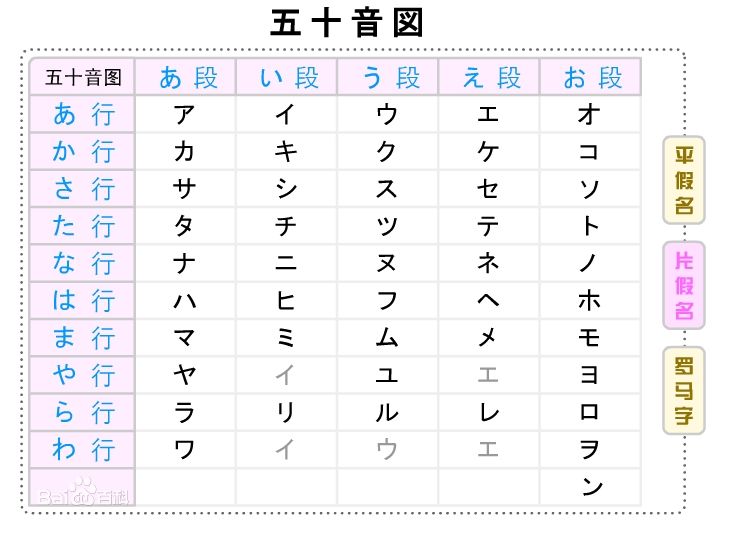 五十音図
五十音图 あ 段 い 段 う 段 え 段 お 段
あ 行 ア イ ウ エ オ
か 行 カ キ ク ケ コ
さ 行 サ シ ス セ ソ
た 行 タ チ ツ テ ト
な 行 ナ ニ ヌ ネ ノ
は 行 ハ ヒ フ ヘ ホ
ま 行 マ ミ ム メ モ
や 行 ヤ イ ユ エ ヨ
ら 行 ラ リ ル レ ロ
わ 行 ワ イ ウ エ ヲ
ン
Bai du 百科
平假名
片假名
罗马字